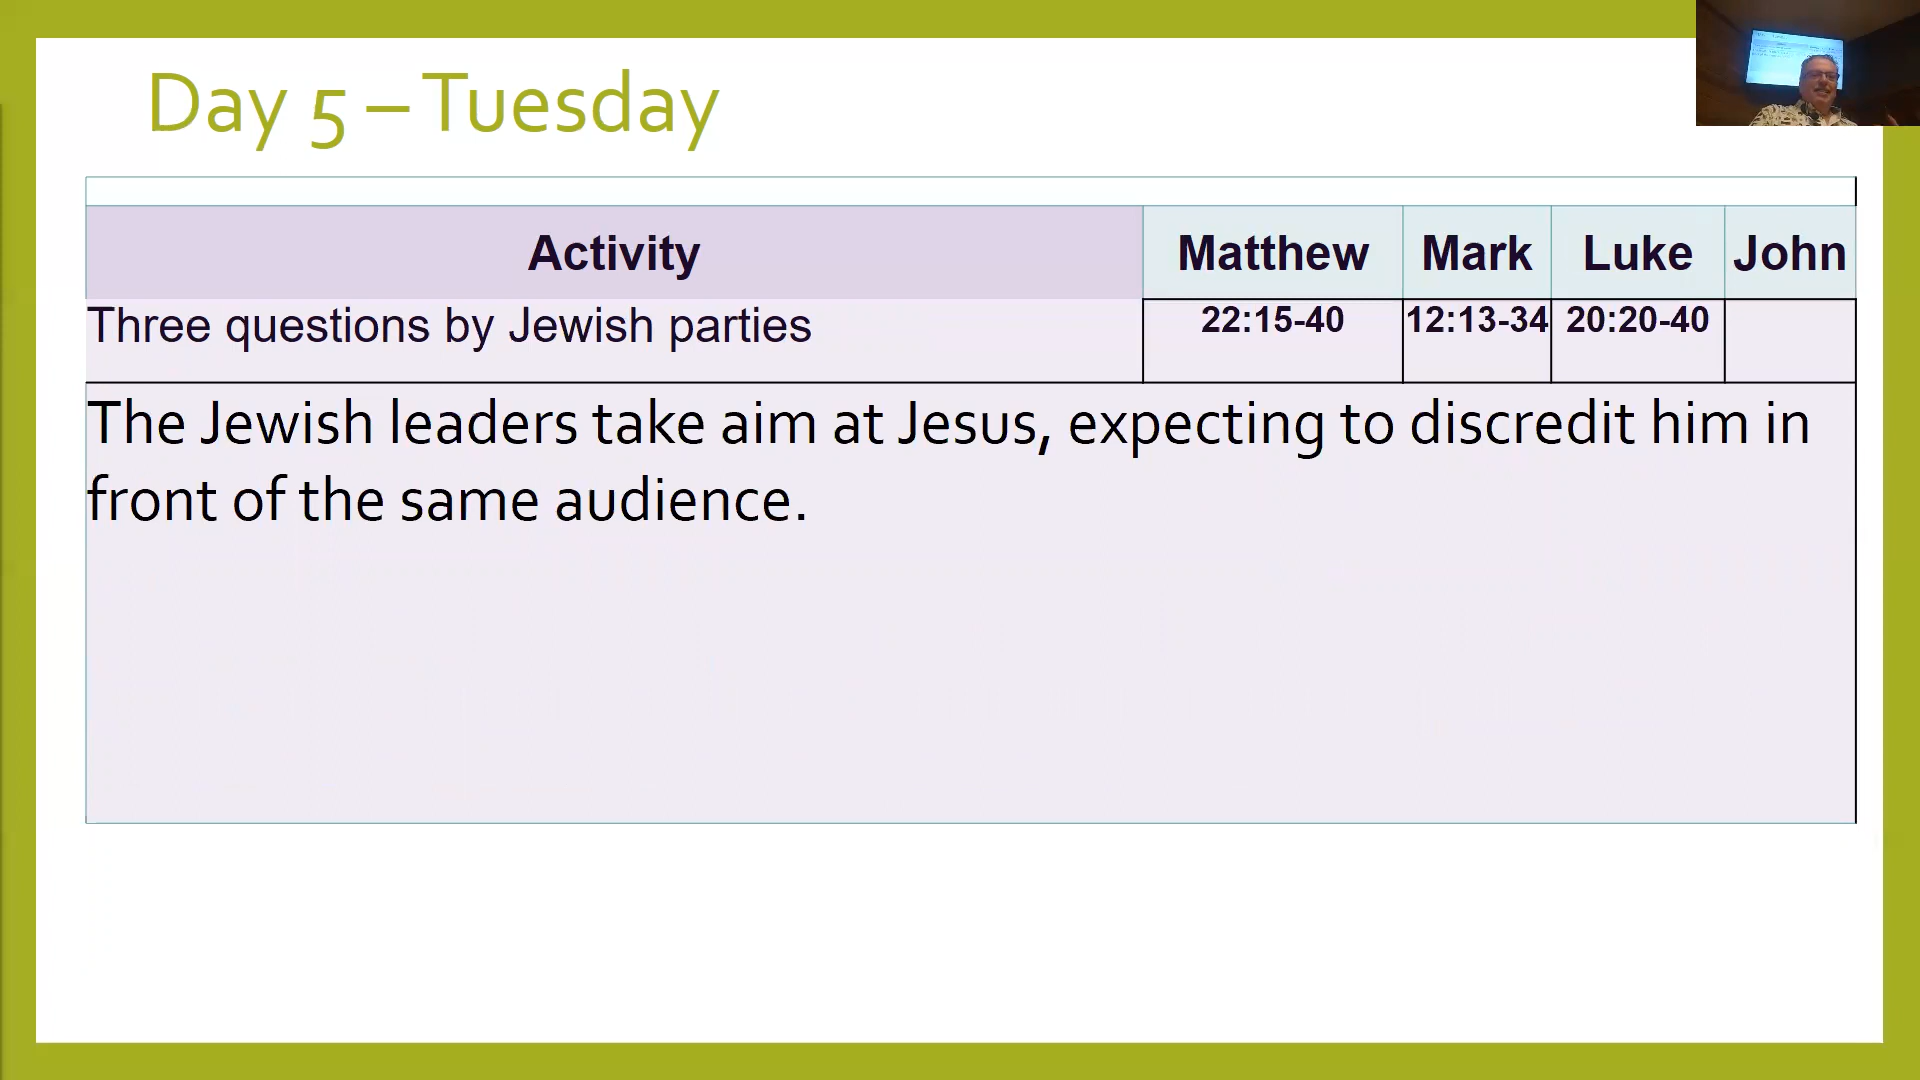 Day 5 – Tuesday
Activity Matthew Mark Luke John
Three questions by Jewish parties 22:15-40 12:13-34 20:20-40
The Jewish leaders take aim at Jesus, expecting to discredit him in
front of the same audience.